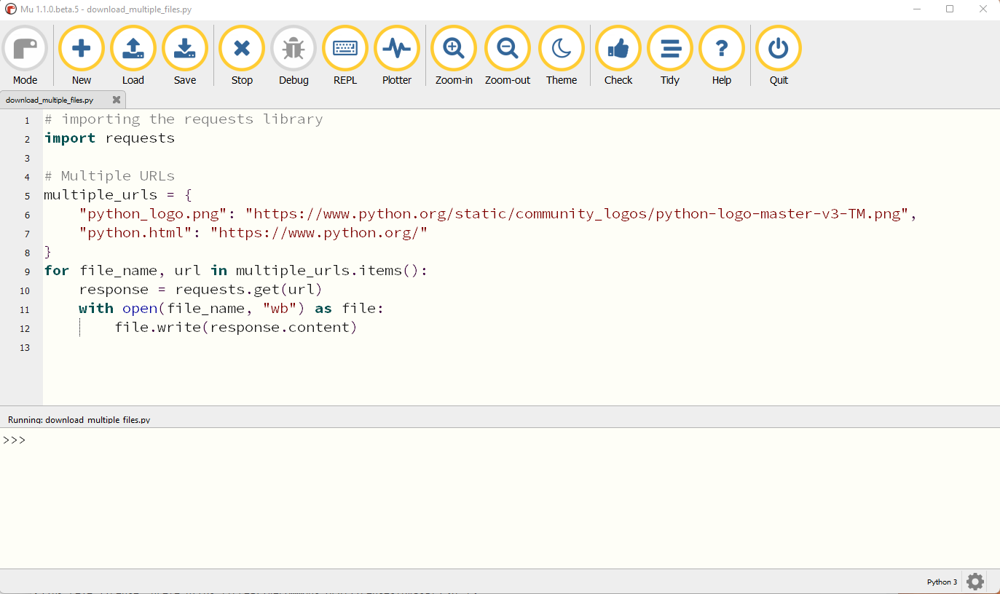 Mu 1.1.0.beta.5 - download_multiple_files.py
Mode New Load Save Stop Debug REPL Plotter Zoom-in Zoom-out Theme Check Tidy Help Quit
download_multiple_files.py
1 # importing the requests library
2 import requests
3
4 # Multiple URLs
5 multiple_urls = {
6     "python_logo.png": "https://www.python.org/static/community_logos/python-logo-master-v3-TM.png",
7     "python.html": "https://www.python.org/"
8 }
9 for file_name, url in multiple_urls.items():
10     response = requests.get(url)
11     with open(file_name, "wb") as file:
12         file.write(response.content)
13
Running: download_multiple_files.py
>>>
Python 3